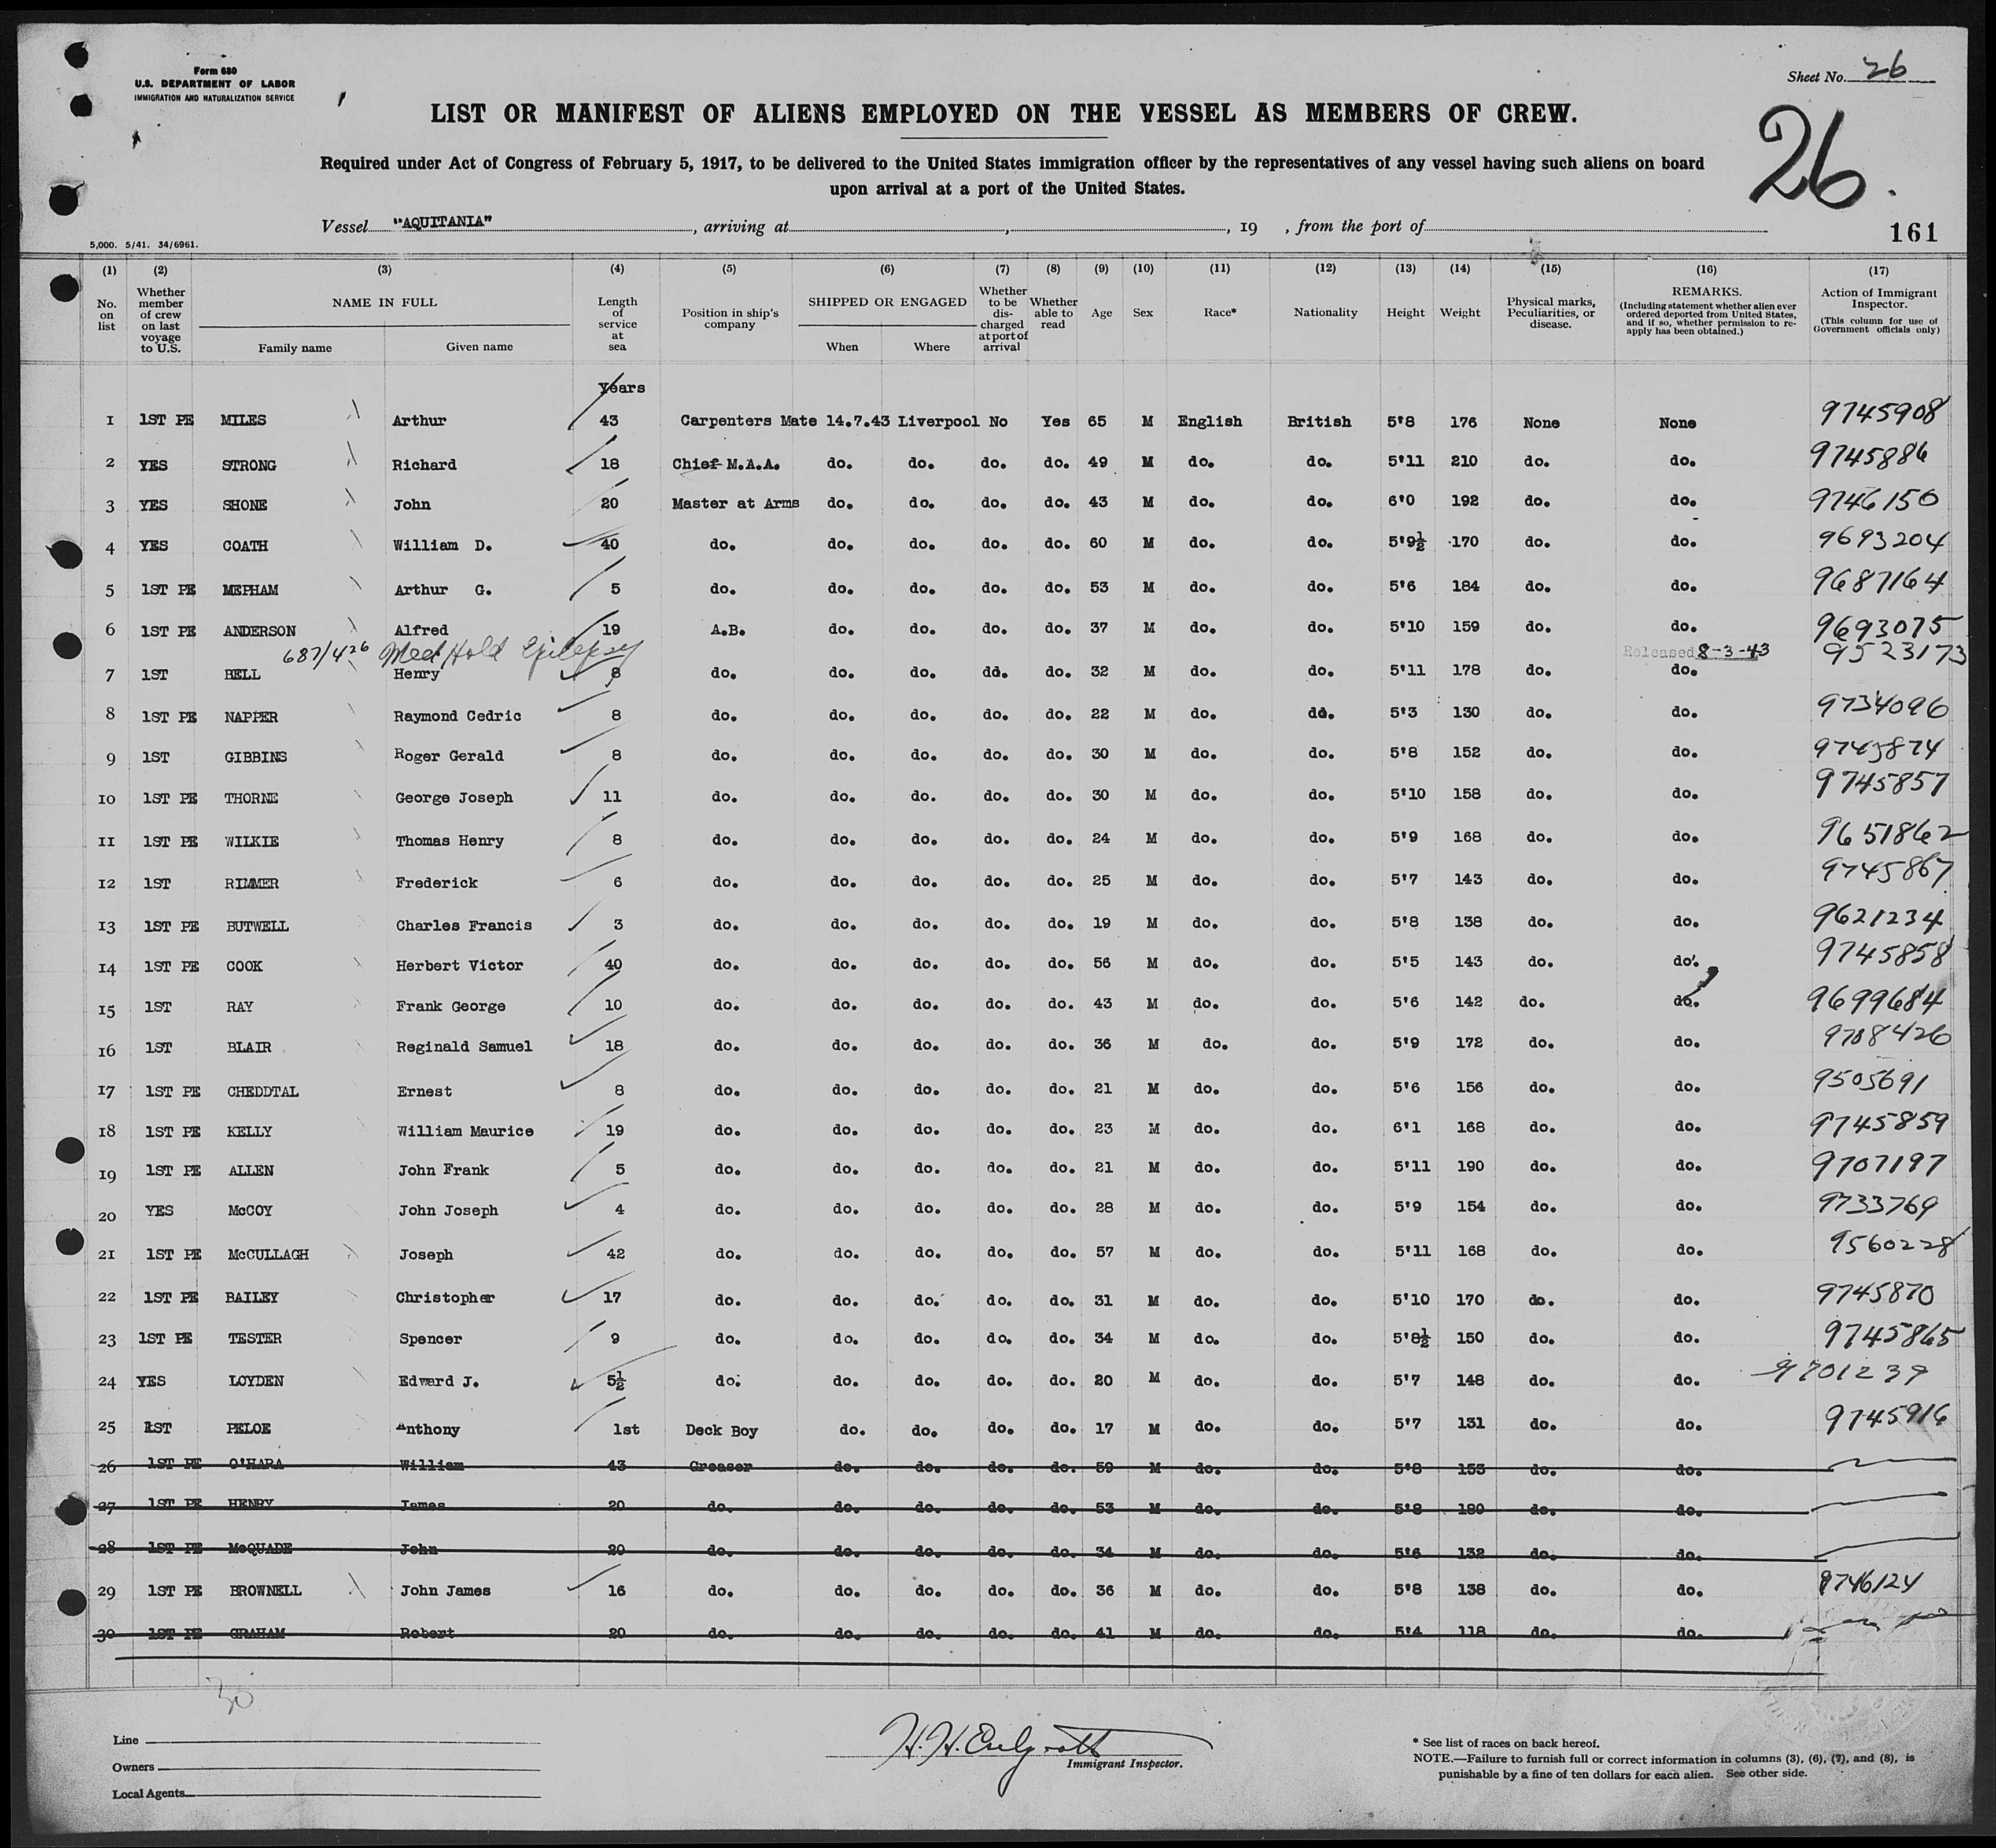 Form 680
U.S. DEPARTMENT OF LABOR
IMMIGRATION AND NATURALIZATION SERVICE
Sheet No. 26
LIST OR MANIFEST OF ALIENS EMPLOYED ON THE VESSEL AS MEMBERS OF CREW.
26.
Required under Act of Congress of February 5, 1917, to be delivered to the United States immigration officer by the representatives of any vessel having such aliens on board
upon arrival at a port of the United States.
Vessel "AQUITANIA", arriving at , , 19 , from the port of
161
5,000. 5/41. 34/6961.
(1) (2) (3) (4) (5) (6) (7) (8) (9) (10) (11) (12) (13) (14) (15) (16) (17)
No. on list
Whether member of crew on last voyage to U.S.
NAME IN FULL
Family name Given name
Length of service at sea
Position in ship's company
SHIPPED OR ENGAGED
When Where
Whether to be discharged at port of arrival
Whether able to read
Age
Sex
Race*
Nationality
Height
Weight
Physical marks, Peculiarities, or disease.
REMARKS.
(Including statement whether alien ever ordered deported from United States, and if so, whether permission to reapply has been obtained.)
Action of Immigrant Inspector.
(This column for use of Government officials only)
Years
1 1ST PE MILES Arthur 43 Carpenters Mate 14.7.43 Liverpool No Yes 65 M English British 5'8 176 None None 9745908
2 YES STRONG Richard 18 Chief M.A.A. do. do. do. do. 49 M do. do. 5'11 210 do. do. 9745886
3 YES SHONE John 20 Master at Arms do. do. do. do. 43 M do. do. 6'0 192 do. do. 9746150
4 YES COATH William D. 40 do. do. do. do. do. 60 M do. do. 5'9½ 170 do. do. 9693204
5 1ST PE MEPHAM Arthur G. 5 do. do. do. do. do. 53 M do. do. 5'6 184 do. do. 9687164
6 1ST PE ANDERSON Alfred 19 A.B. do. do. do. do. 37 M do. do. 5'10 159 do. do. 9693075
687/426 Med Hold Epilepsy Released 8-3-43
7 1ST BELL Henry 8 do. do. do. do. do. 32 M do. do. 5'11 178 do. do. 9523173
8 1ST PE NAPPER Raymond Cedric 8 do. do. do. do. do. 22 M do. do. 5'3 130 do. do. 9734096
9 1ST GIBBINS Roger Gerald 8 do. do. do. do. do. 30 M do. do. 5'8 152 do. do. 9745874
10 1ST PE THORNE George Joseph 11 do. do. do. do. do. 30 M do. do. 5'10 158 do. do. 9745857
11 1ST PE WILKIE Thomas Henry 8 do. do. do. do. do. 24 M do. do. 5'9 168 do. do. 9651862
12 1ST RIMMER Frederick 6 do. do. do. do. do. 25 M do. do. 5'7 143 do. do. 9745867
13 1ST PE BUTWELL Charles Francis 3 do. do. do. do. do. 19 M do. do. 5'8 138 do. do. 9621234
14 1ST PE COOK Herbert Victor 40 do. do. do. do. do. 56 M do. do. 5'5 143 do. do. 9745858
15 1ST RAY Frank George 10 do. do. do. do. do. 43 M do. do. 5'6 142 do. do. 9699684
16 1ST BLAIR Reginald Samuel 18 do. do. do. do. do. 36 M do. do. 5'9 172 do. do. 9708426
17 1ST PE CHEDDTAL Ernest 8 do. do. do. do. do. 21 M do. do. 5'6 156 do. do. 9505691
18 1ST PE KELLY William Maurice 19 do. do. do. do. do. 23 M do. do. 6'1 168 do. do. 9745859
19 1ST PE ALLEN John Frank 5 do. do. do. do. do. 21 M do. do. 5'11 190 do. do. 9707197
20 YES McCOY John Joseph 4 do. do. do. do. do. 28 M do. do. 5'9 154 do. do. 9733769
21 1ST PE McCULLAGH Joseph 42 do. do. do. do. do. 57 M do. do. 5'11 168 do. do. 9560228
22 1ST PE BAILEY Christopher 17 do. do. do. do. do. 31 M do. do. 5'10 170 do. do. 9745870
23 1ST PE TESTER Spencer 9 do. do. do. do. do. 34 M do. do. 5'8½ 150 do. do. 9745865
24 YES LOYDEN Edward J. 5½ do. do. do. do. do. 20 M do. do. 5'7 148 do. do. 9701239
25 1ST PELOE Anthony 1st Deck Boy do. do. do. do. 17 M do. do. 5'7 131 do. do. 9745916
26 1ST PE O'HARA William 43 Greaser do. do. do. do. 59 M do. do. 5'8 153 do. do.
27 1ST PE HENRY James 20 do. do. do. do. do. 53 M do. do. 5'8 180 do. do.
28 1ST PE McQUADE John 20 do. do. do. do. do. 34 M do. do. 5'6 132 do. do.
29 1ST PE BROWNELL John James 16 do. do. do. do. do. 36 M do. do. 5'8 138 do. do. 9746124
30 1ST PE GRAHAM Robert 20 do. do. do. do. do. 41 M do. do. 5'4 118 do. do.
30
Line
Owners
Local Agents
H. H.
Immigrant Inspector.
* See list of races on back hereof.
NOTE.—Failure to furnish full or correct information in columns (3), (6), (7), and (8), is
punishable by a fine of ten dollars for each alien. See other side.